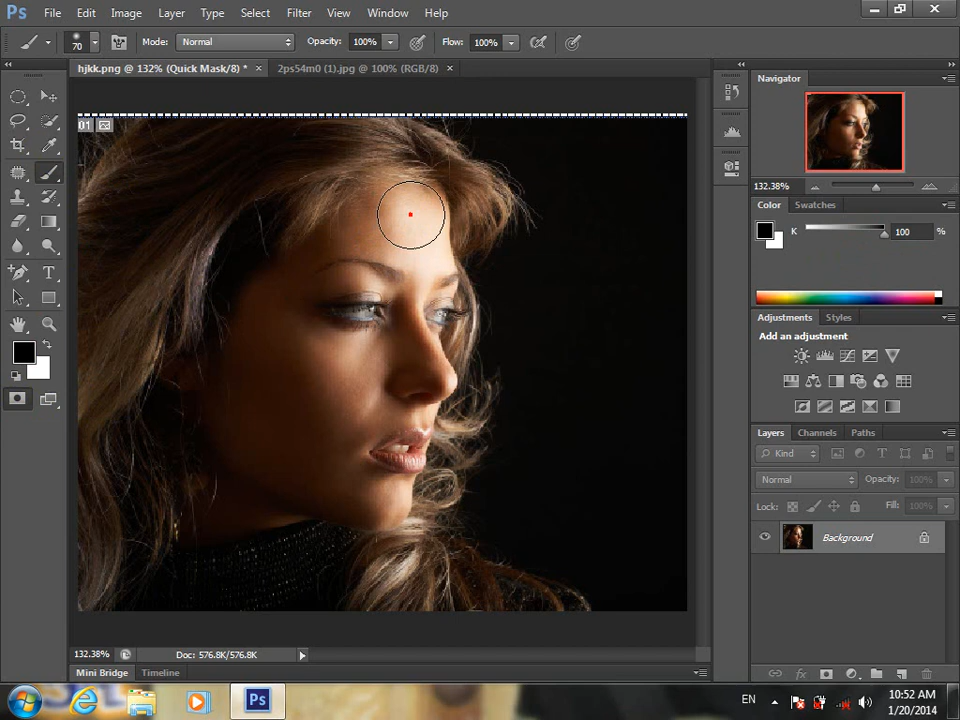 Ps File Edit Image Layer Type Select Filter View Window Help
70 Mode: Normal Opacity: 100% Flow: 100%
hjkk.png @ 132% (Quick Mask/8) * × 2ps54m0 (1).jpg @ 100% (RGB/8) ×
01
Navigator
132.38%
Color Swatches
K 100 %
Adjustments Styles
Add an adjustment
Layers Channels Paths
Kind
Normal Opacity: 100%
Lock: Fill: 100%
Background
132.38% Doc: 576.8K/576.8K
Mini Bridge Timeline
Ps EN 10:52 AM
1/20/2014